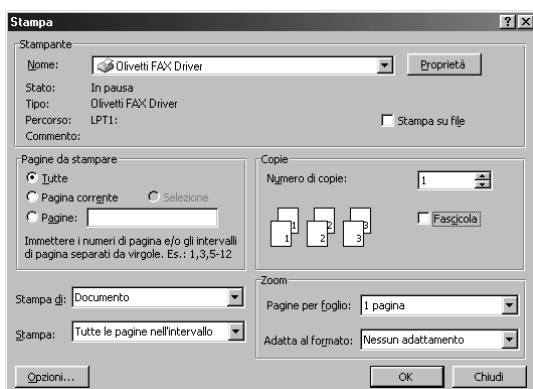 Stampa
Stampante
Nome: Olivetti FAX Driver Proprietà
Stato: In pausa
Tipo: Olivetti FAX Driver
Percorso: LPT1: Stampa su file
Commento:
Pagine da stampare
Tutte
Pagina corrente Selezione
Pagine:
Immettere i numeri di pagina e/o gli intervalli
di pagina separati da virgole. Es.: 1,3,5-12
Copie
Numero di copie: 1
1 1 2 2 3 3
Fascicola
Stampa di: Documento
Stampa: Tutte le pagine nell'intervallo
Zoom
Pagine per foglio: 1 pagina
Adatta al formato: Nessun adattamento
Opzioni... OK Chiudi